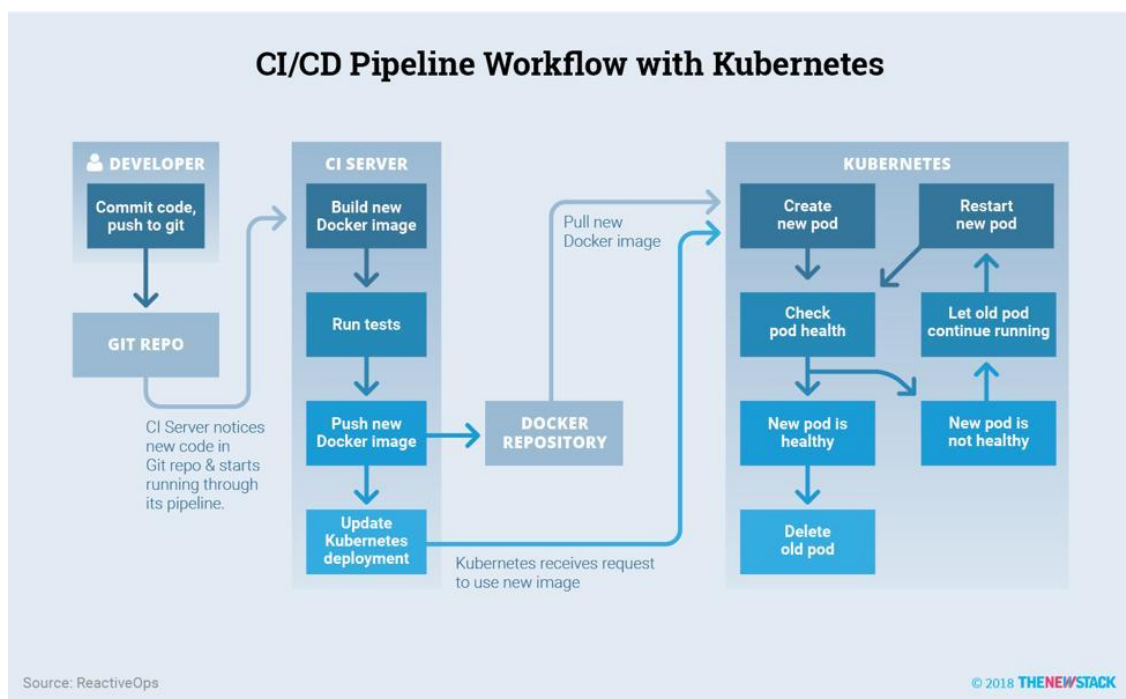 CI/CD Pipeline Workflow with Kubernetes
DEVELOPER
Commit code,
push to git
GIT REPO
CI Server notices
new code in
Git repo & starts
running through
its pipeline.
CI SERVER
Build new
Docker image
Run tests
Push new
Docker image
Update
Kubernetes
deployment
DOCKER
REPOSITORY
Pull new
Docker image
Kubernetes receives request
to use new image
KUBERNETES
Create
new pod
Check
pod health
New pod is
healthy
Delete
old pod
Restart
new pod
Let old pod
continue running
New pod is
not healthy
Source: ReactiveOps
© 2018 THENEWSTACK